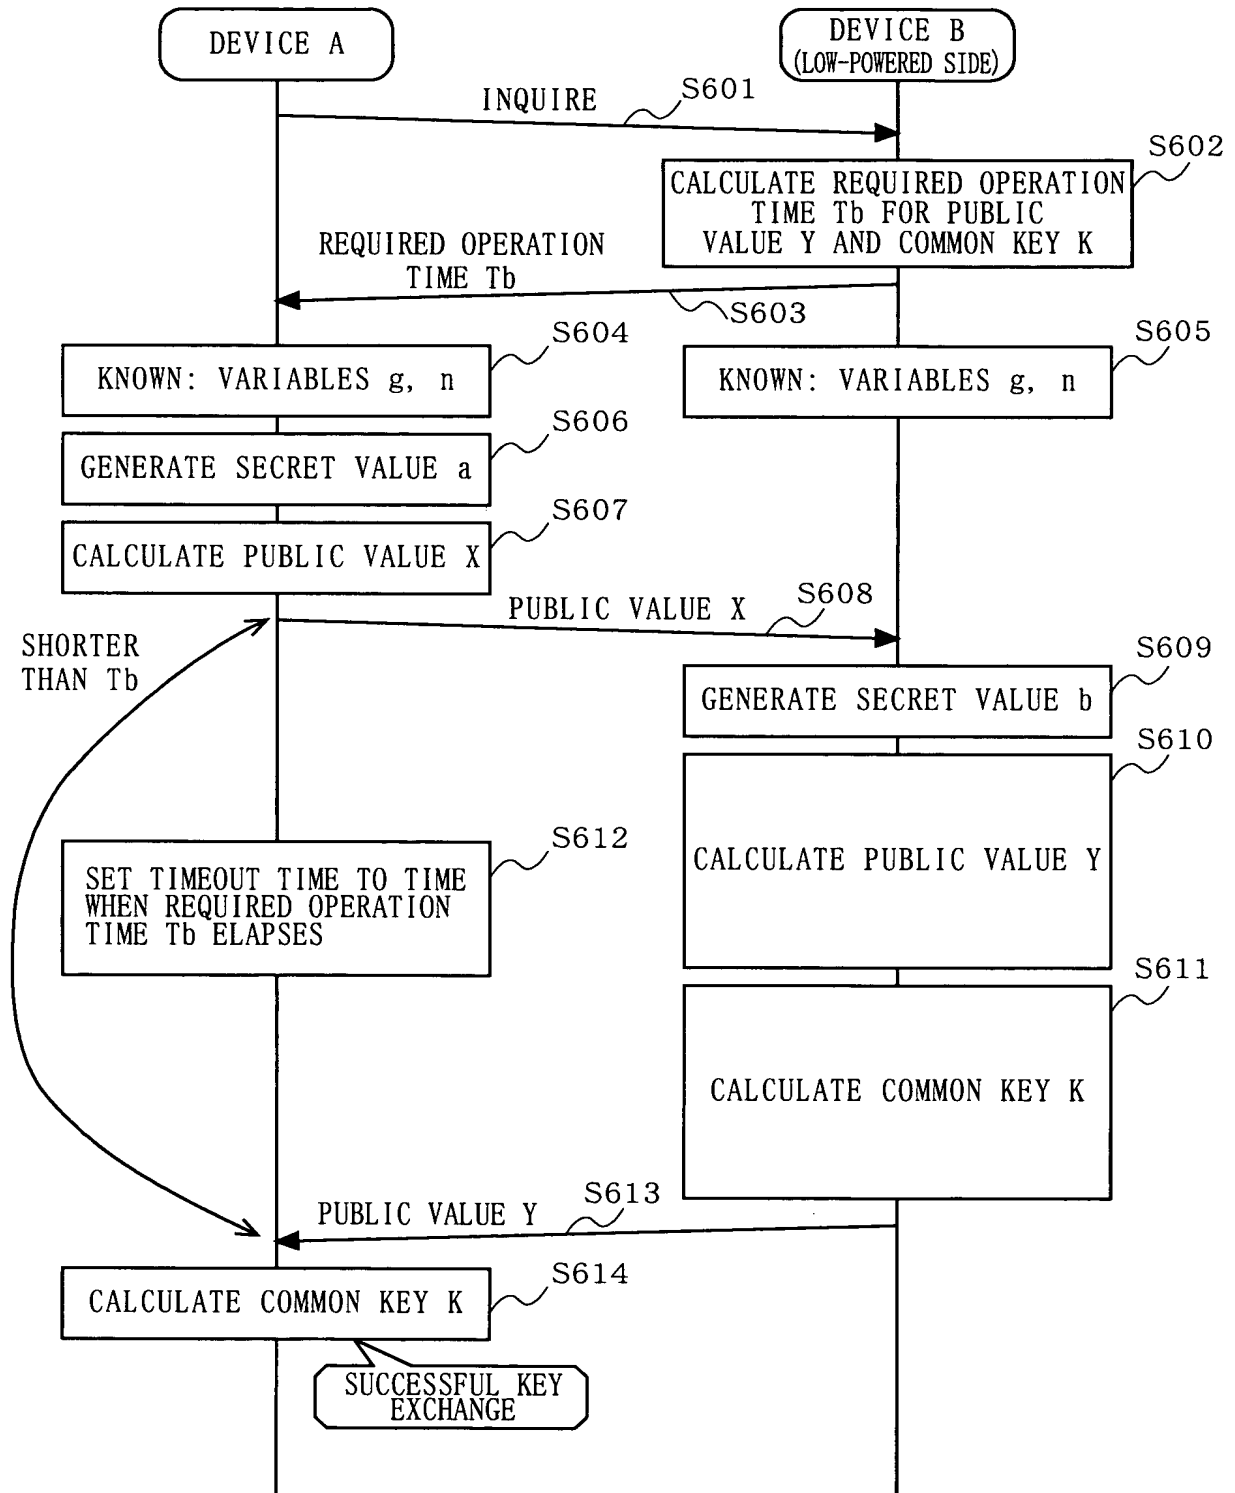 DEVICE A
DEVICE B
(LOW-POWERED SIDE)
INQUIRE
S601
S602
CALCULATE REQUIRED OPERATION
TIME Tb FOR PUBLIC
VALUE Y AND COMMON KEY K
REQUIRED OPERATION
TIME Tb
S603
S604
KNOWN: VARIABLES g, n
S605
KNOWN: VARIABLES g, n
S606
GENERATE SECRET VALUE a
S607
CALCULATE PUBLIC VALUE X
PUBLIC VALUE X
S608
SHORTER
THAN Tb
S609
GENERATE SECRET VALUE b
S610
CALCULATE PUBLIC VALUE Y
S612
SET TIMEOUT TIME TO TIME
WHEN REQUIRED OPERATION
TIME Tb ELAPSES
S611
CALCULATE COMMON KEY K
PUBLIC VALUE Y
S613
S614
CALCULATE COMMON KEY K
SUCCESSFUL KEY
EXCHANGE